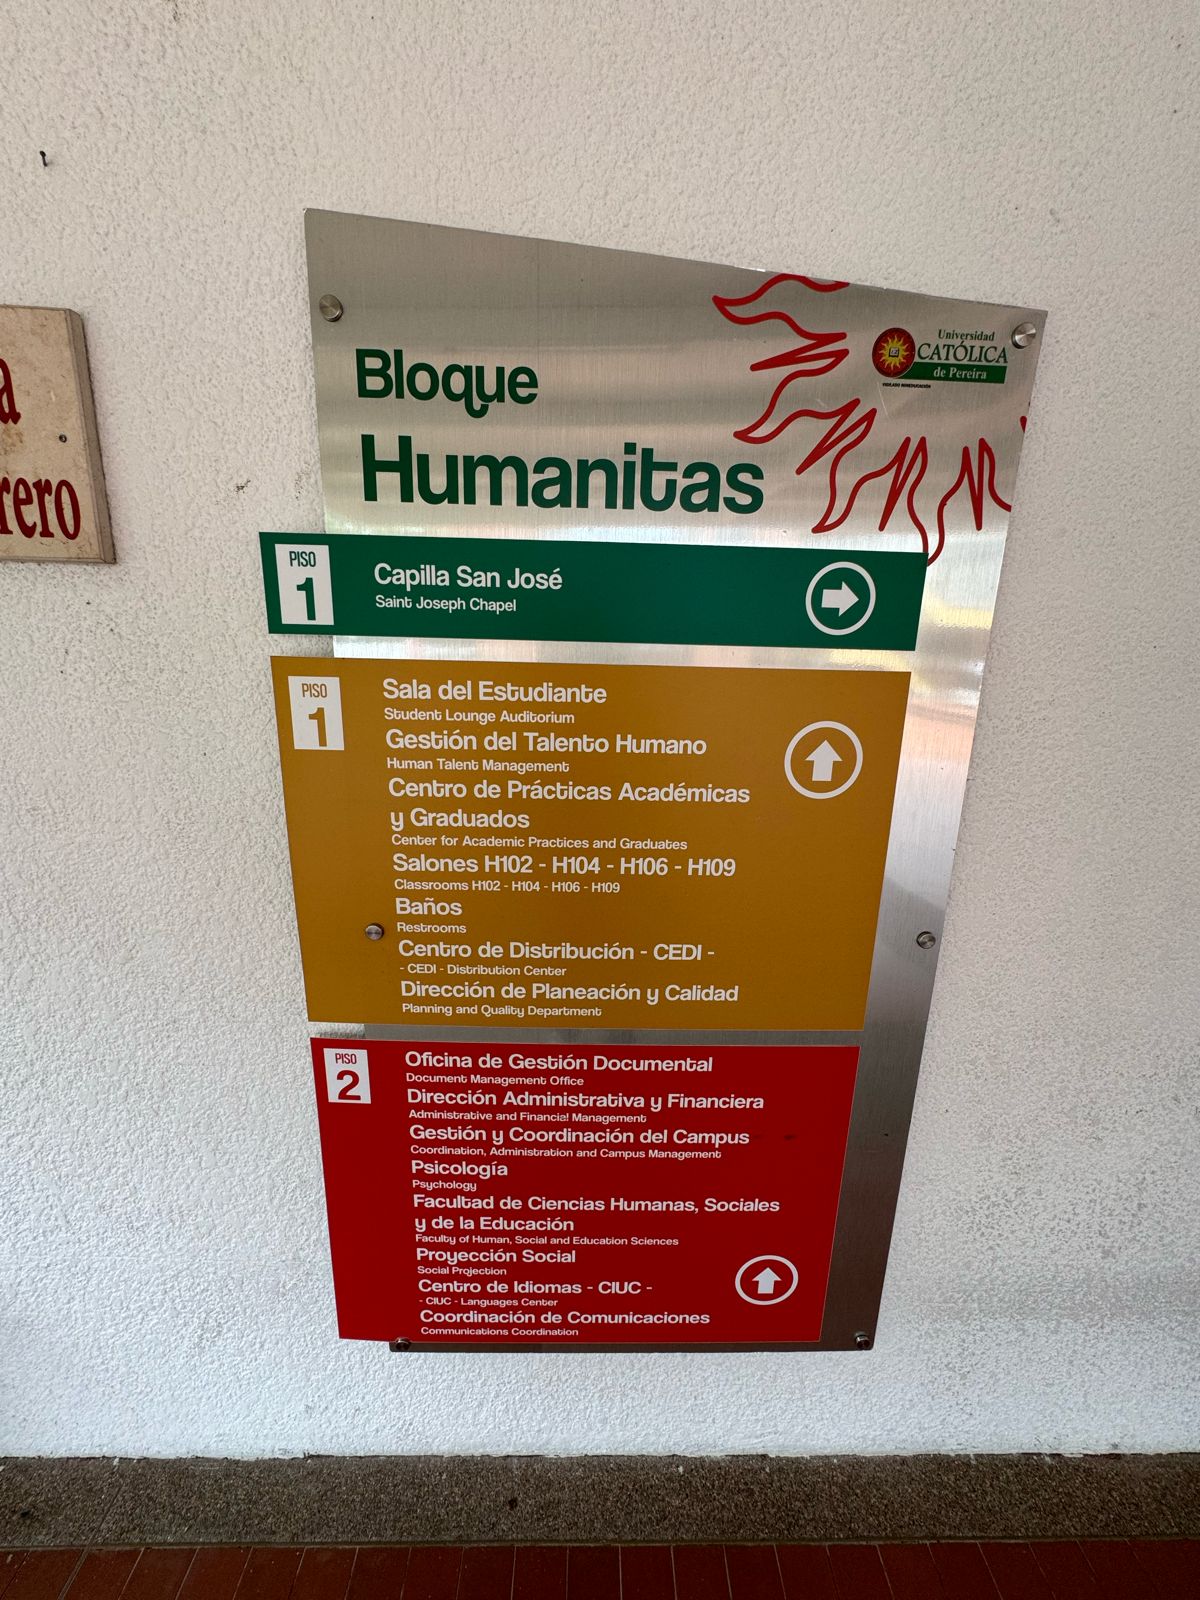 a
rero
Bloque
Humanitas
Universidad
CATÓLICA
de Pereira
VIGILADO MINEDUCACIÓN
PISO
1
Capilla San José
Saint Joseph Chapel
PISO
1
Sala del Estudiante
Student Lounge Auditorium
Gestión del Talento Humano
Human Talent Management
Centro de Prácticas Académicas
y Graduados
Center for Academic Practices and Graduates
Salones H102 - H104 - H106 - H109
Classrooms H102 - H104 - H106 - H109
Baños
Restrooms
Centro de Distribución - CEDI -
- CEDI - Distribution Center
Dirección de Planeación y Calidad
Planning and Quality Department
PISO
2
Oficina de Gestión Documental
Document Management Office
Dirección Administrativa y Financiera
Administrative and Financial Management
Gestión y Coordinación del Campus
Coordination, Administration and Campus Management
Psicología
Psychology
Facultad de Ciencias Humanas, Sociales
y de la Educación
Faculty of Human, Social and Education Sciences
Proyección Social
Social Projection
Centro de Idiomas - CIUC -
- CIUC - Languages Center
Coordinación de Comunicaciones
Communications Coordination